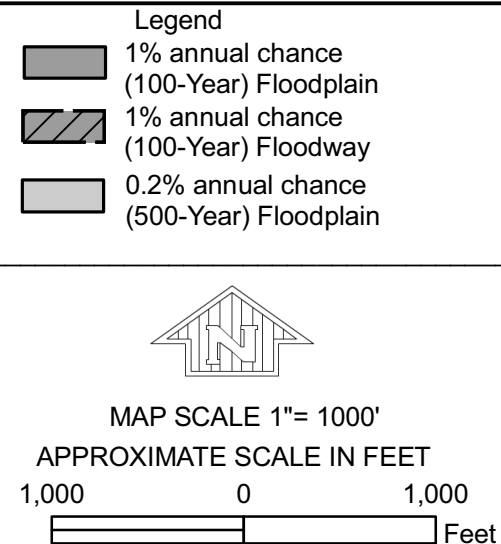 Legend
1% annual chance
(100-Year) Floodplain
1% annual chance
(100-Year) Floodway
0.2% annual chance
(500-Year) Floodplain
N
MAP SCALE 1"= 1000'
APPROXIMATE SCALE IN FEET
1,000 0 1,000
Feet